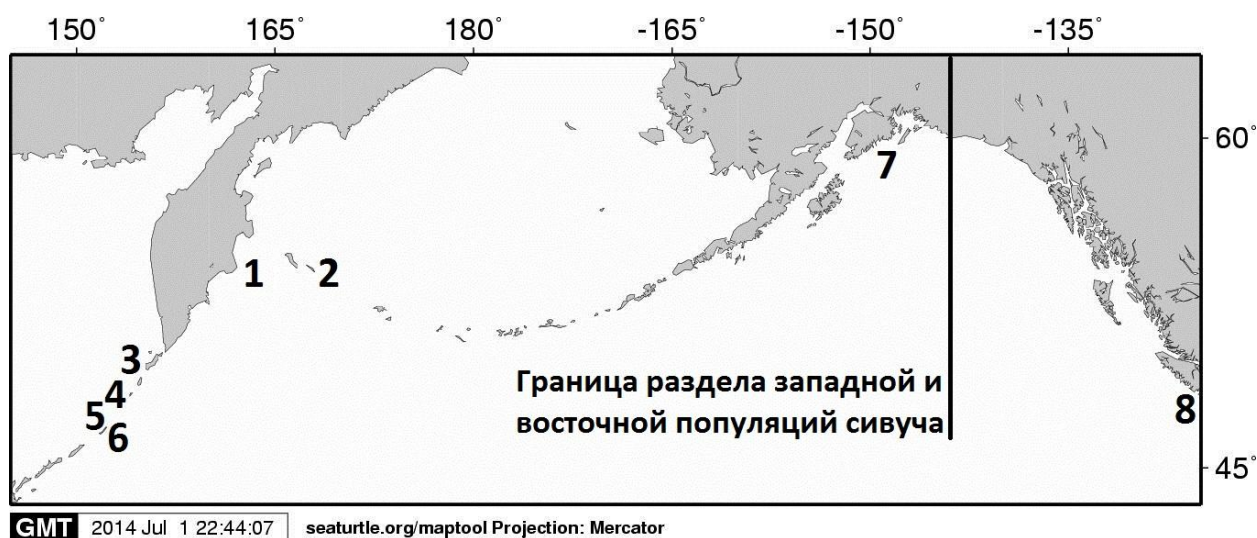 150° 165° 180° -165° -150° -135°
60°
7
1 2
3
4
5
6
Граница раздела западной и
восточной популяций сивуча
8
45°
GMT 2014 Jul 1 22:44:07 seaturtle.org/maptool Projection: Mercator